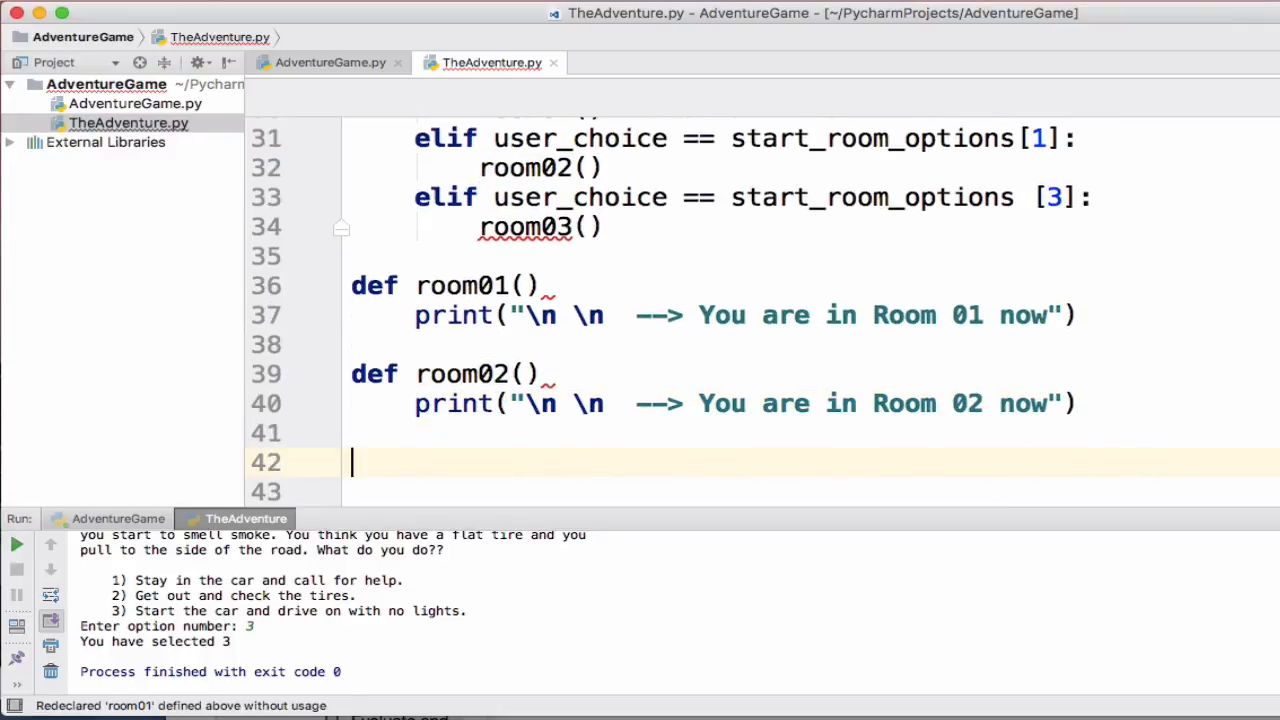 TheAdventure.py - AdventureGame - [~/PycharmProjects/AdventureGame]
AdventureGame
TheAdventure.py
Project
AdventureGame.py
TheAdventure.py
AdventureGame ~/Pycharm
AdventureGame.py
TheAdventure.py
External Libraries
31 elif user_choice == start_room_options[1]:
32 room02()
33 elif user_choice == start_room_options [3]:
34 room03()
35
36 def room01()
37 print("\n \n --> You are in Room 01 now")
38
39 def room02()
40 print("\n \n --> You are in Room 02 now")
41
42
43
Run: AdventureGame TheAdventure
you start to smell smoke. You think you have a flat tire and you
pull to the side of the road. What do you do??
1) Stay in the car and call for help.
2) Get out and check the tires.
3) Start the car and drive on with no lights.
Enter option number: 3
You have selected 3
Process finished with exit code 0
Redeclared 'room01' defined above without usage